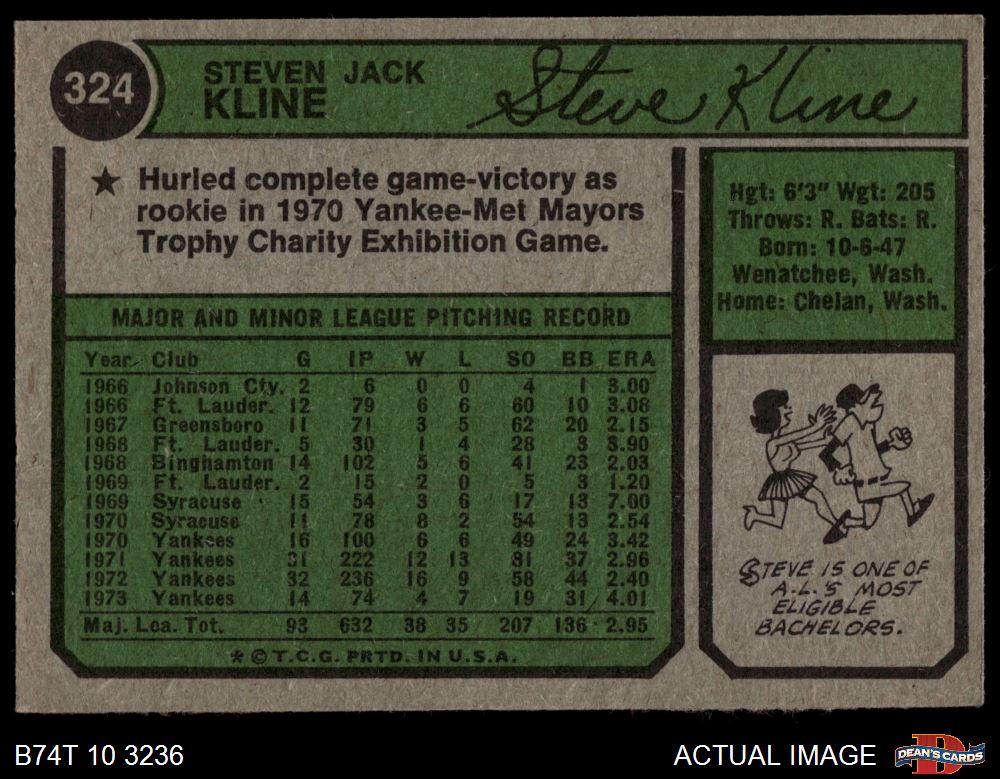 324
STEVEN JACK
KLINE
Steve Kline
★ Hurled complete game-victory as
rookie in 1970 Yankee-Met Mayors
Trophy Charity Exhibition Game.
Hgt: 6'3" Wgt: 205
Throws: R. Bats: R.
Born: 10-6-47
Wenatchee, Wash.
Home: Chelan, Wash.
MAJOR AND MINOR LEAGUE PITCHING RECORD
Year Club G IP W L SO BB ERA
1966 Johnson Cty. 2 6 0 0 4 1 3.00
1966 Ft. Lauder. 12 79 6 6 60 10 3.08
1967 Greensboro 11 71 3 5 62 20 2.15
1968 Ft. Lauder. 5 30 1 4 28 3 3.90
1968 Binghamton 14 102 5 6 41 23 2.03
1969 Ft. Lauder. 2 15 2 0 5 3 1.20
1969 Syracuse 15 54 3 6 17 13 7.00
1970 Syracuse 11 78 8 2 54 13 2.54
1970 Yankees 16 100 6 6 49 24 3.42
1971 Yankees 31 222 12 13 81 37 2.96
1972 Yankees 32 236 16 9 58 44 2.40
1973 Yankees 14 74 4 7 19 31 4.01
Maj. Lea. Tot. 93 632 38 35 207 136 2.95
* © T.C.G. PRTD. IN U.S.A.
STEVE IS ONE OF
A.L.'S MOST
ELIGIBLE
BACHELORS.
B74T 10 3236
ACTUAL IMAGE
DEAN'S CARDS